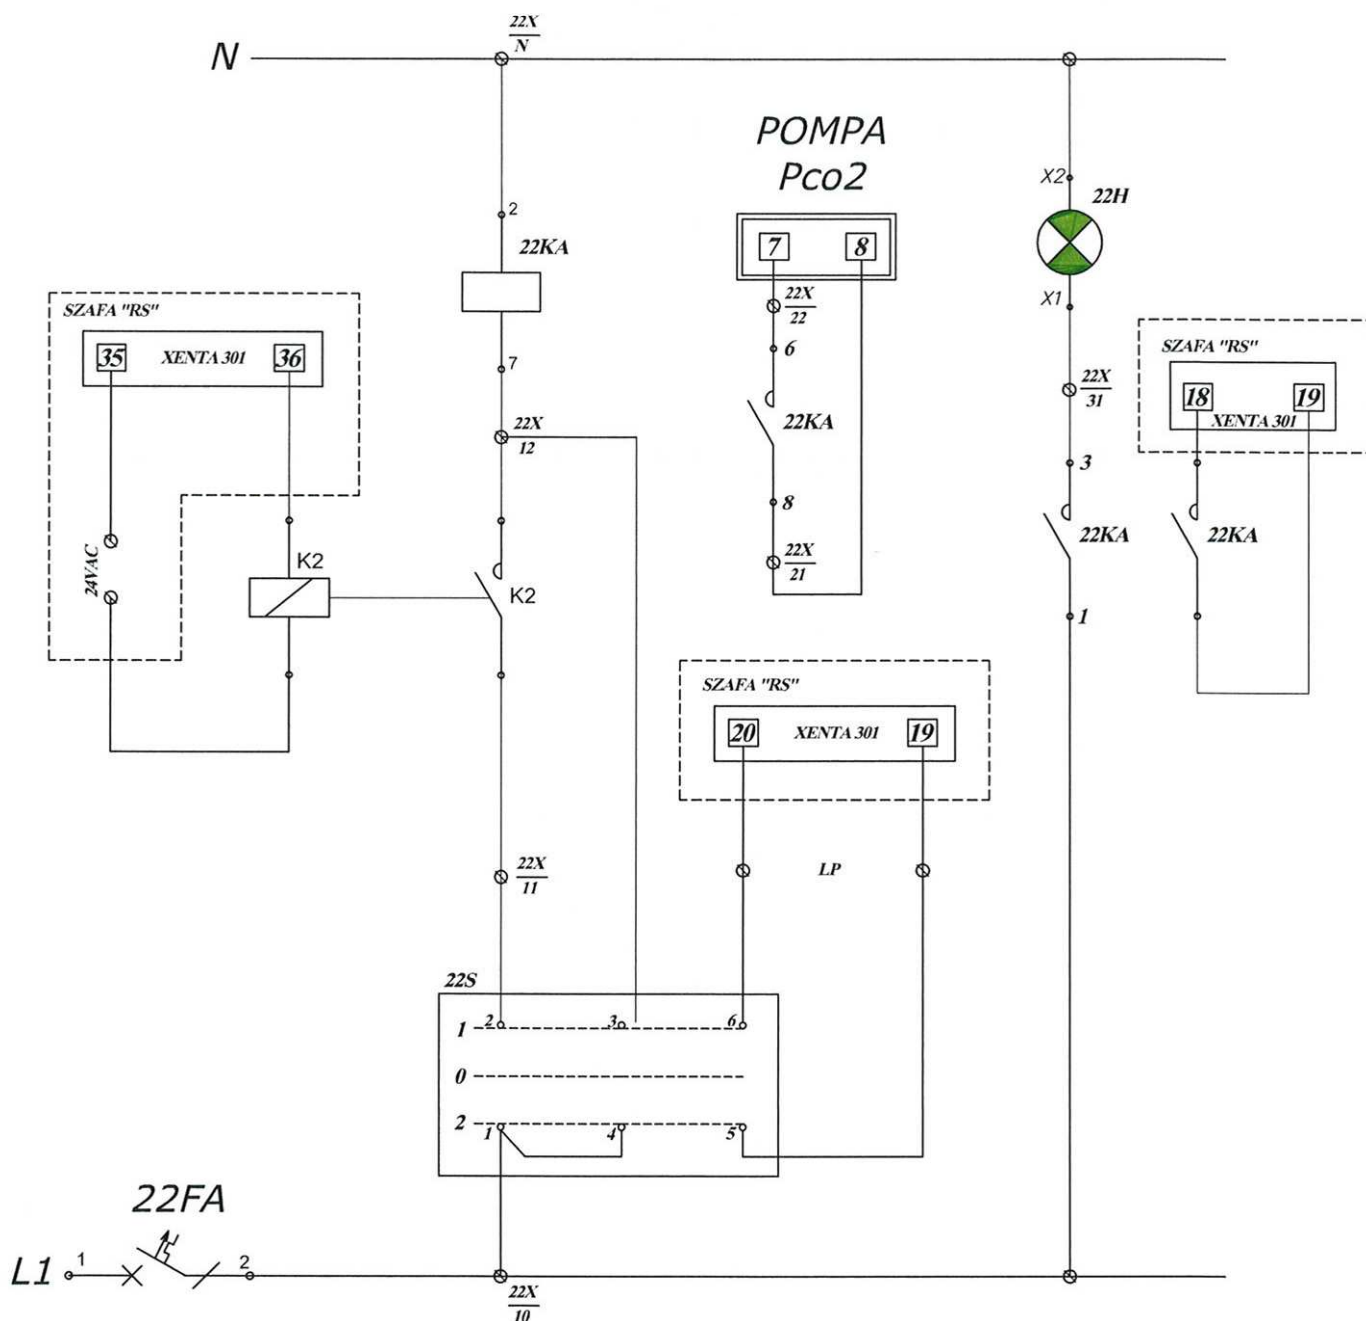 22X
N
N
POMPA
Pco2
X2
22H
2
22KA
7
8
X1
SZAFA "RS"
35
XENTA 301
36
22X
22
6
SZAFA "RS"
18
19
XENTA 301
22X
31
7
22X
12
22KA
3
8
24VAC
K2
K2
22X
21
22KA
22KA
1
SZAFA "RS"
20
XENTA 301
19
22X
11
LP
22S
1
2
3
6
0
2
1
4
5
22FA
L1
1
2
22X
10